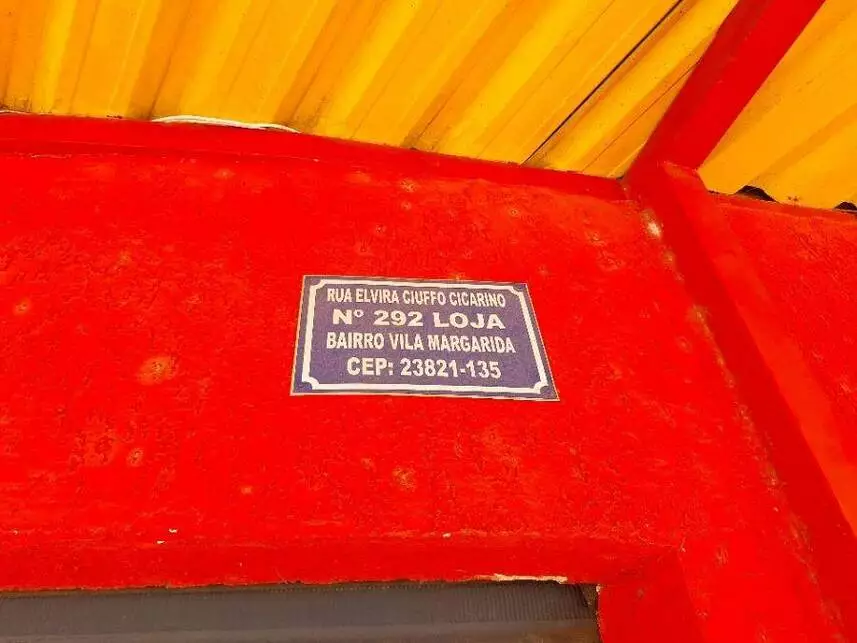 RUA ELVIRA CIUFFO CICARINO
Nº 292 LOJA
BAIRRO VILA MARGARIDA
CEP: 23821-135